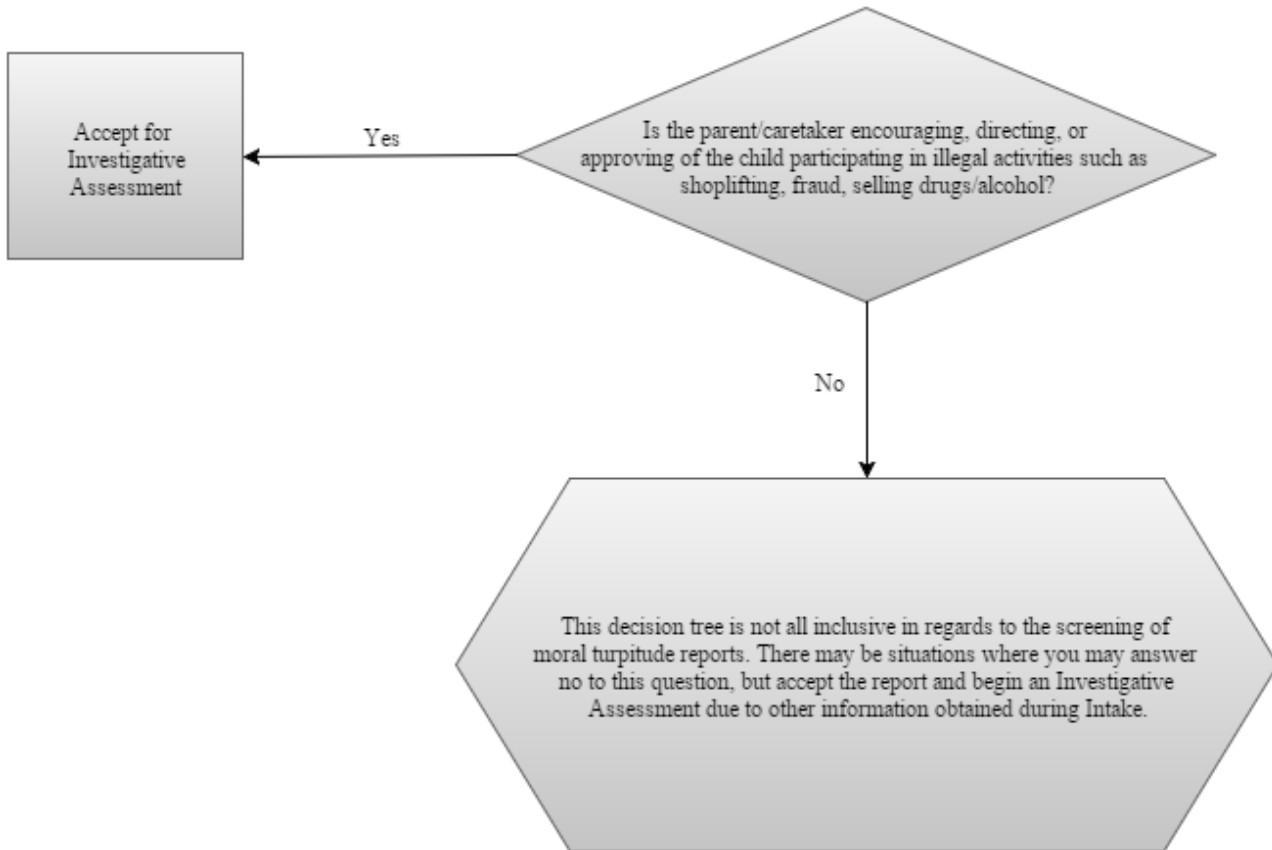 Is the parent/caretaker encouraging, directing, or
approving of the child participating in illegal activities such as
shoplifting, fraud, selling drugs/alcohol?
Yes
Accept for
Investigative
Assessment
No
This decision tree is not all inclusive in regards to the screening of
moral turpitude reports. There may be situations where you may answer
no to this question, but accept the report and begin an Investigative
Assessment due to other information obtained during Intake.